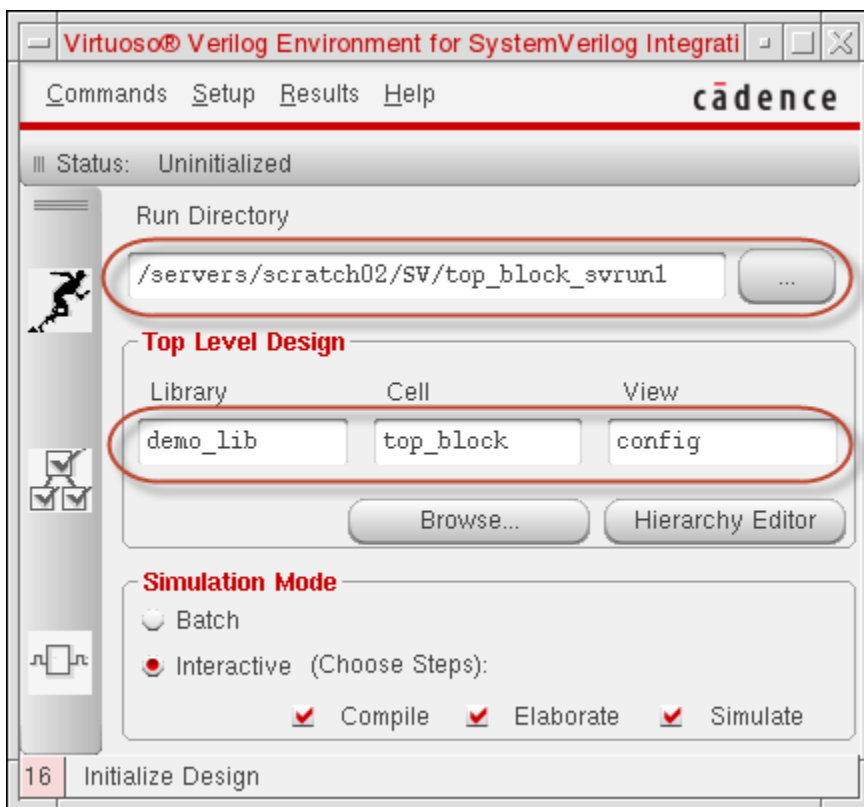 Virtuoso® Verilog Environment for SystemVerilog Integrati
Commands Setup Results Help cādence
Status: Uninitialized
Run Directory
/servers/scratch02/SV/top_block_svrun1 ...
Top Level Design
Library Cell View
demo_lib top_block config
Browse... Hierarchy Editor
Simulation Mode
Batch
Interactive (Choose Steps):
Compile Elaborate Simulate
16 Initialize Design